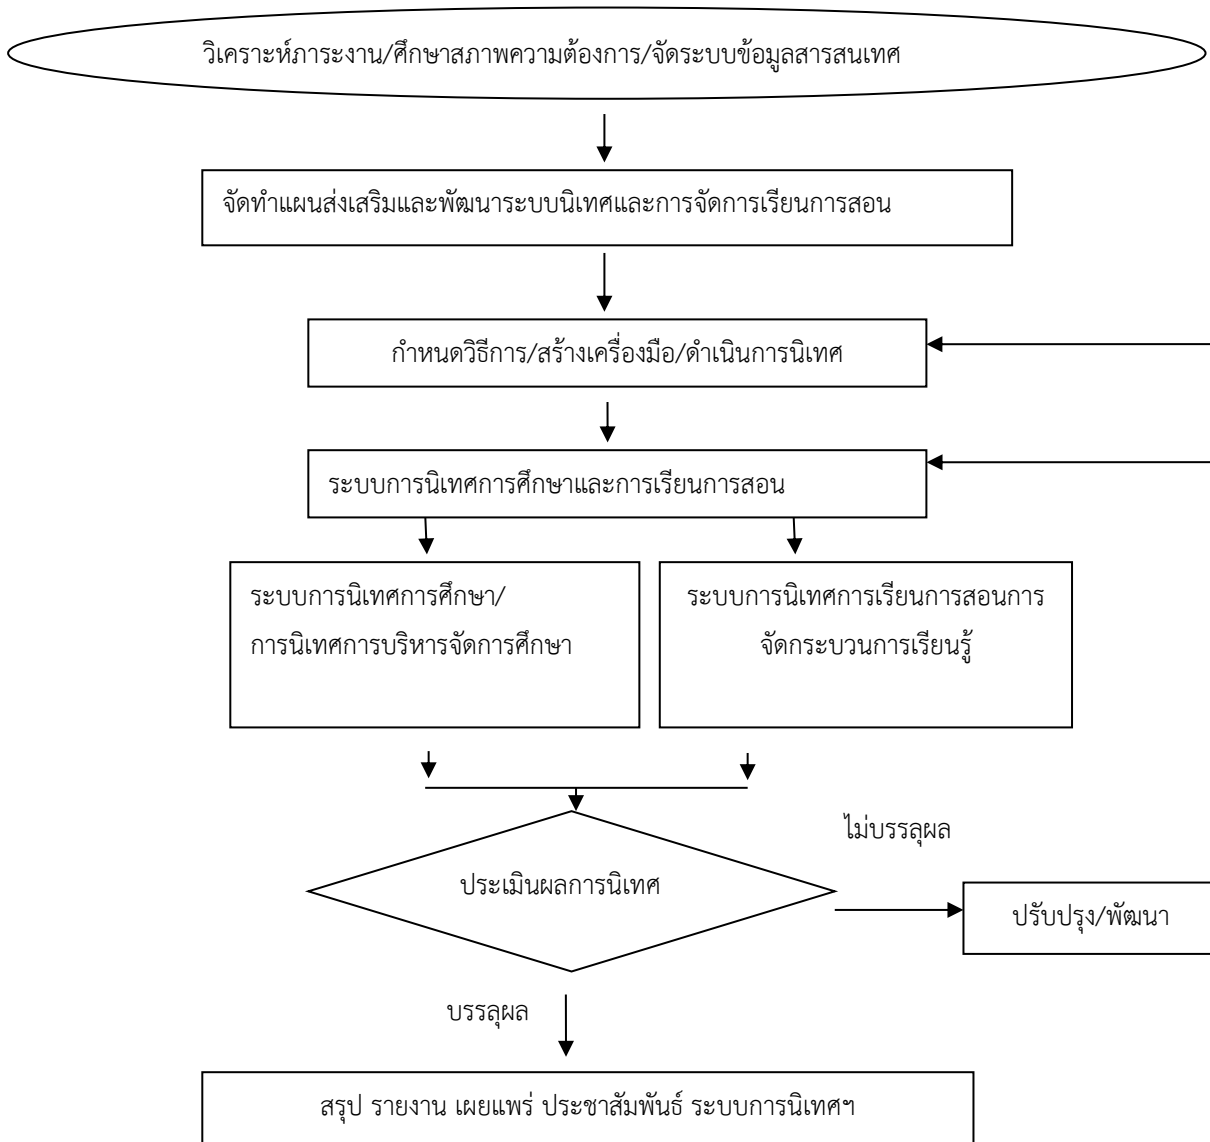 วิเคราะห์ภาระงาน/ศึกษาสภาพความต้องการ/จัดระบบข้อมูลสารสนเทศ
จัดทำแผนส่งเสริมและพัฒนาระบบนิเทศและการจัดการเรียนการสอน
กำหนดวิธีการ/สร้างเครื่องมือ/ดำเนินการนิเทศ
ระบบการนิเทศการศึกษาและการเรียนการสอน
ระบบการนิเทศการศึกษา/
การนิเทศการบริหารจัดการศึกษา
ระบบการนิเทศการเรียนการสอนการ
จัดกระบวนการเรียนรู้
ไม่บรรลุผล
ประเมินผลการนิเทศ
ปรับปรุง/พัฒนา
บรรลุผล
สรุป รายงาน เผยแพร่ ประชาสัมพันธ์ ระบบการนิเทศฯ